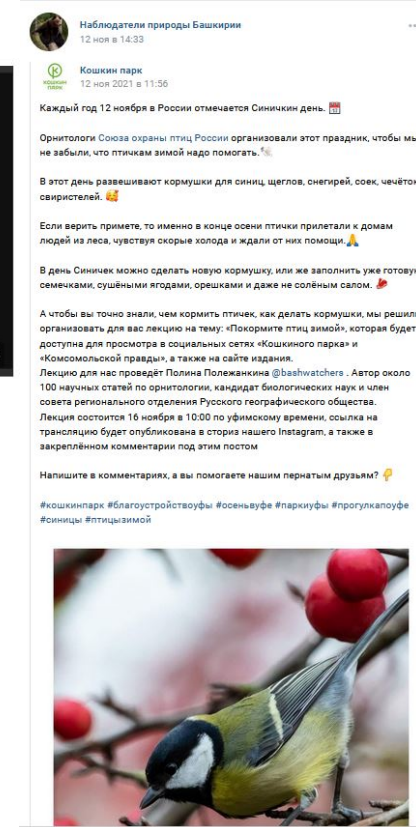 Наблюдатели природы Башкирии
12 ноя в 14:33
КОШКИН ПАРК
Кошкин парк
12 ноя 2021 в 11:56
Каждый год 12 ноября в России отмечается Синичкин день.
Орнитологи Союза охраны птиц России организовали этот праздник, чтобы мы
не забыли, что птичкам зимой надо помогать.
В этот день развешивают кормушки для синиц, щеглов, снегирей, соек, чечёток
свиристелей.
Если верить примете, то именно в конце осени птички прилетали к домам
людей из леса, чувствуя скорые холода и ждали от них помощи.
В день Синичек можно сделать новую кормушку, или же заполнить уже готовую
семечками, сушёными ягодами, орешками и даже не солёным салом.
А чтобы вы точно знали, чем кормить птичек, как делать кормушки, мы решили
организовать для вас лекцию на тему: «Покормите птиц зимой», которая будет
доступна для просмотра в социальных сетях «Кошкиного парка» и
«Комсомольской правды», а также на сайте издания.
Лекцию для нас проведёт Полина Полежанкина @bashwatchers . Автор около
100 научных статей по орнитологии, кандидат биологических наук и член
совета регионального отделения Русского географического общества.
Лекция состоится 16 ноября в 10:00 по уфимскому времени, ссылка на
трансляцию будет опубликована в сториз нашего Instagram, а также в
закреплённом комментарии под этим постом
Напишите в комментариях, а вы помогаете нашим пернатым друзьям?
#кошкинпарк #благоустройствоуфы #осеньвуфе #паркиуфы #прогулкапоуфе
#синицы #птицызимой